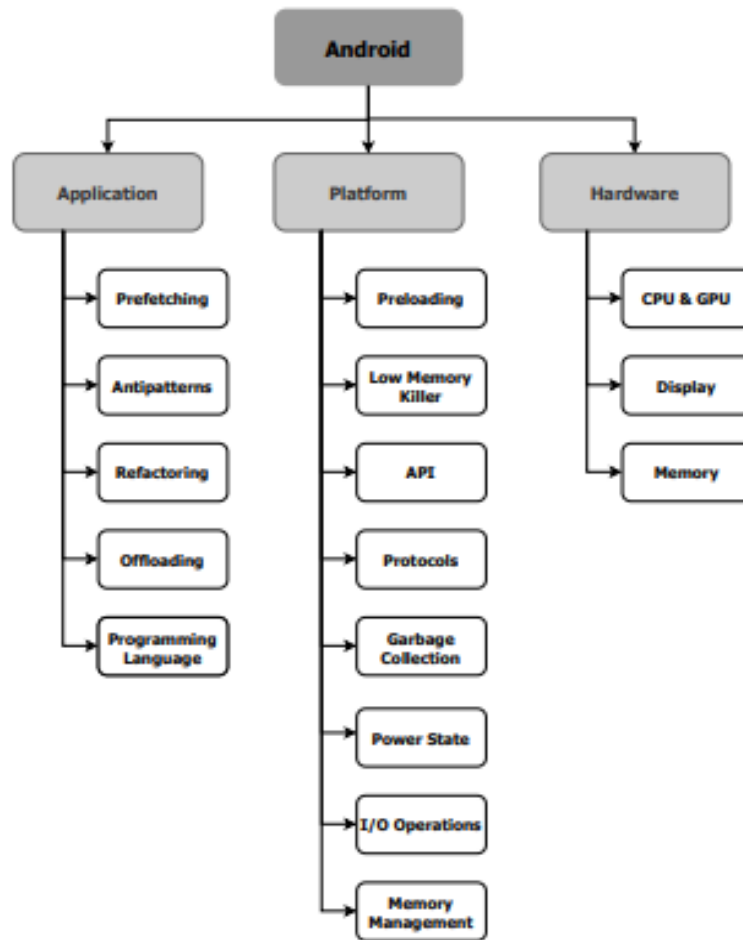 Android
Application
Platform
Hardware
Prefetching
Antipatterns
Refactoring
Offloading
Programming
Language
Preloading
Low Memory
Killer
API
Protocols
Garbage
Collection
Power State
I/O Operations
Memory
Management
CPU & GPU
Display
Memory